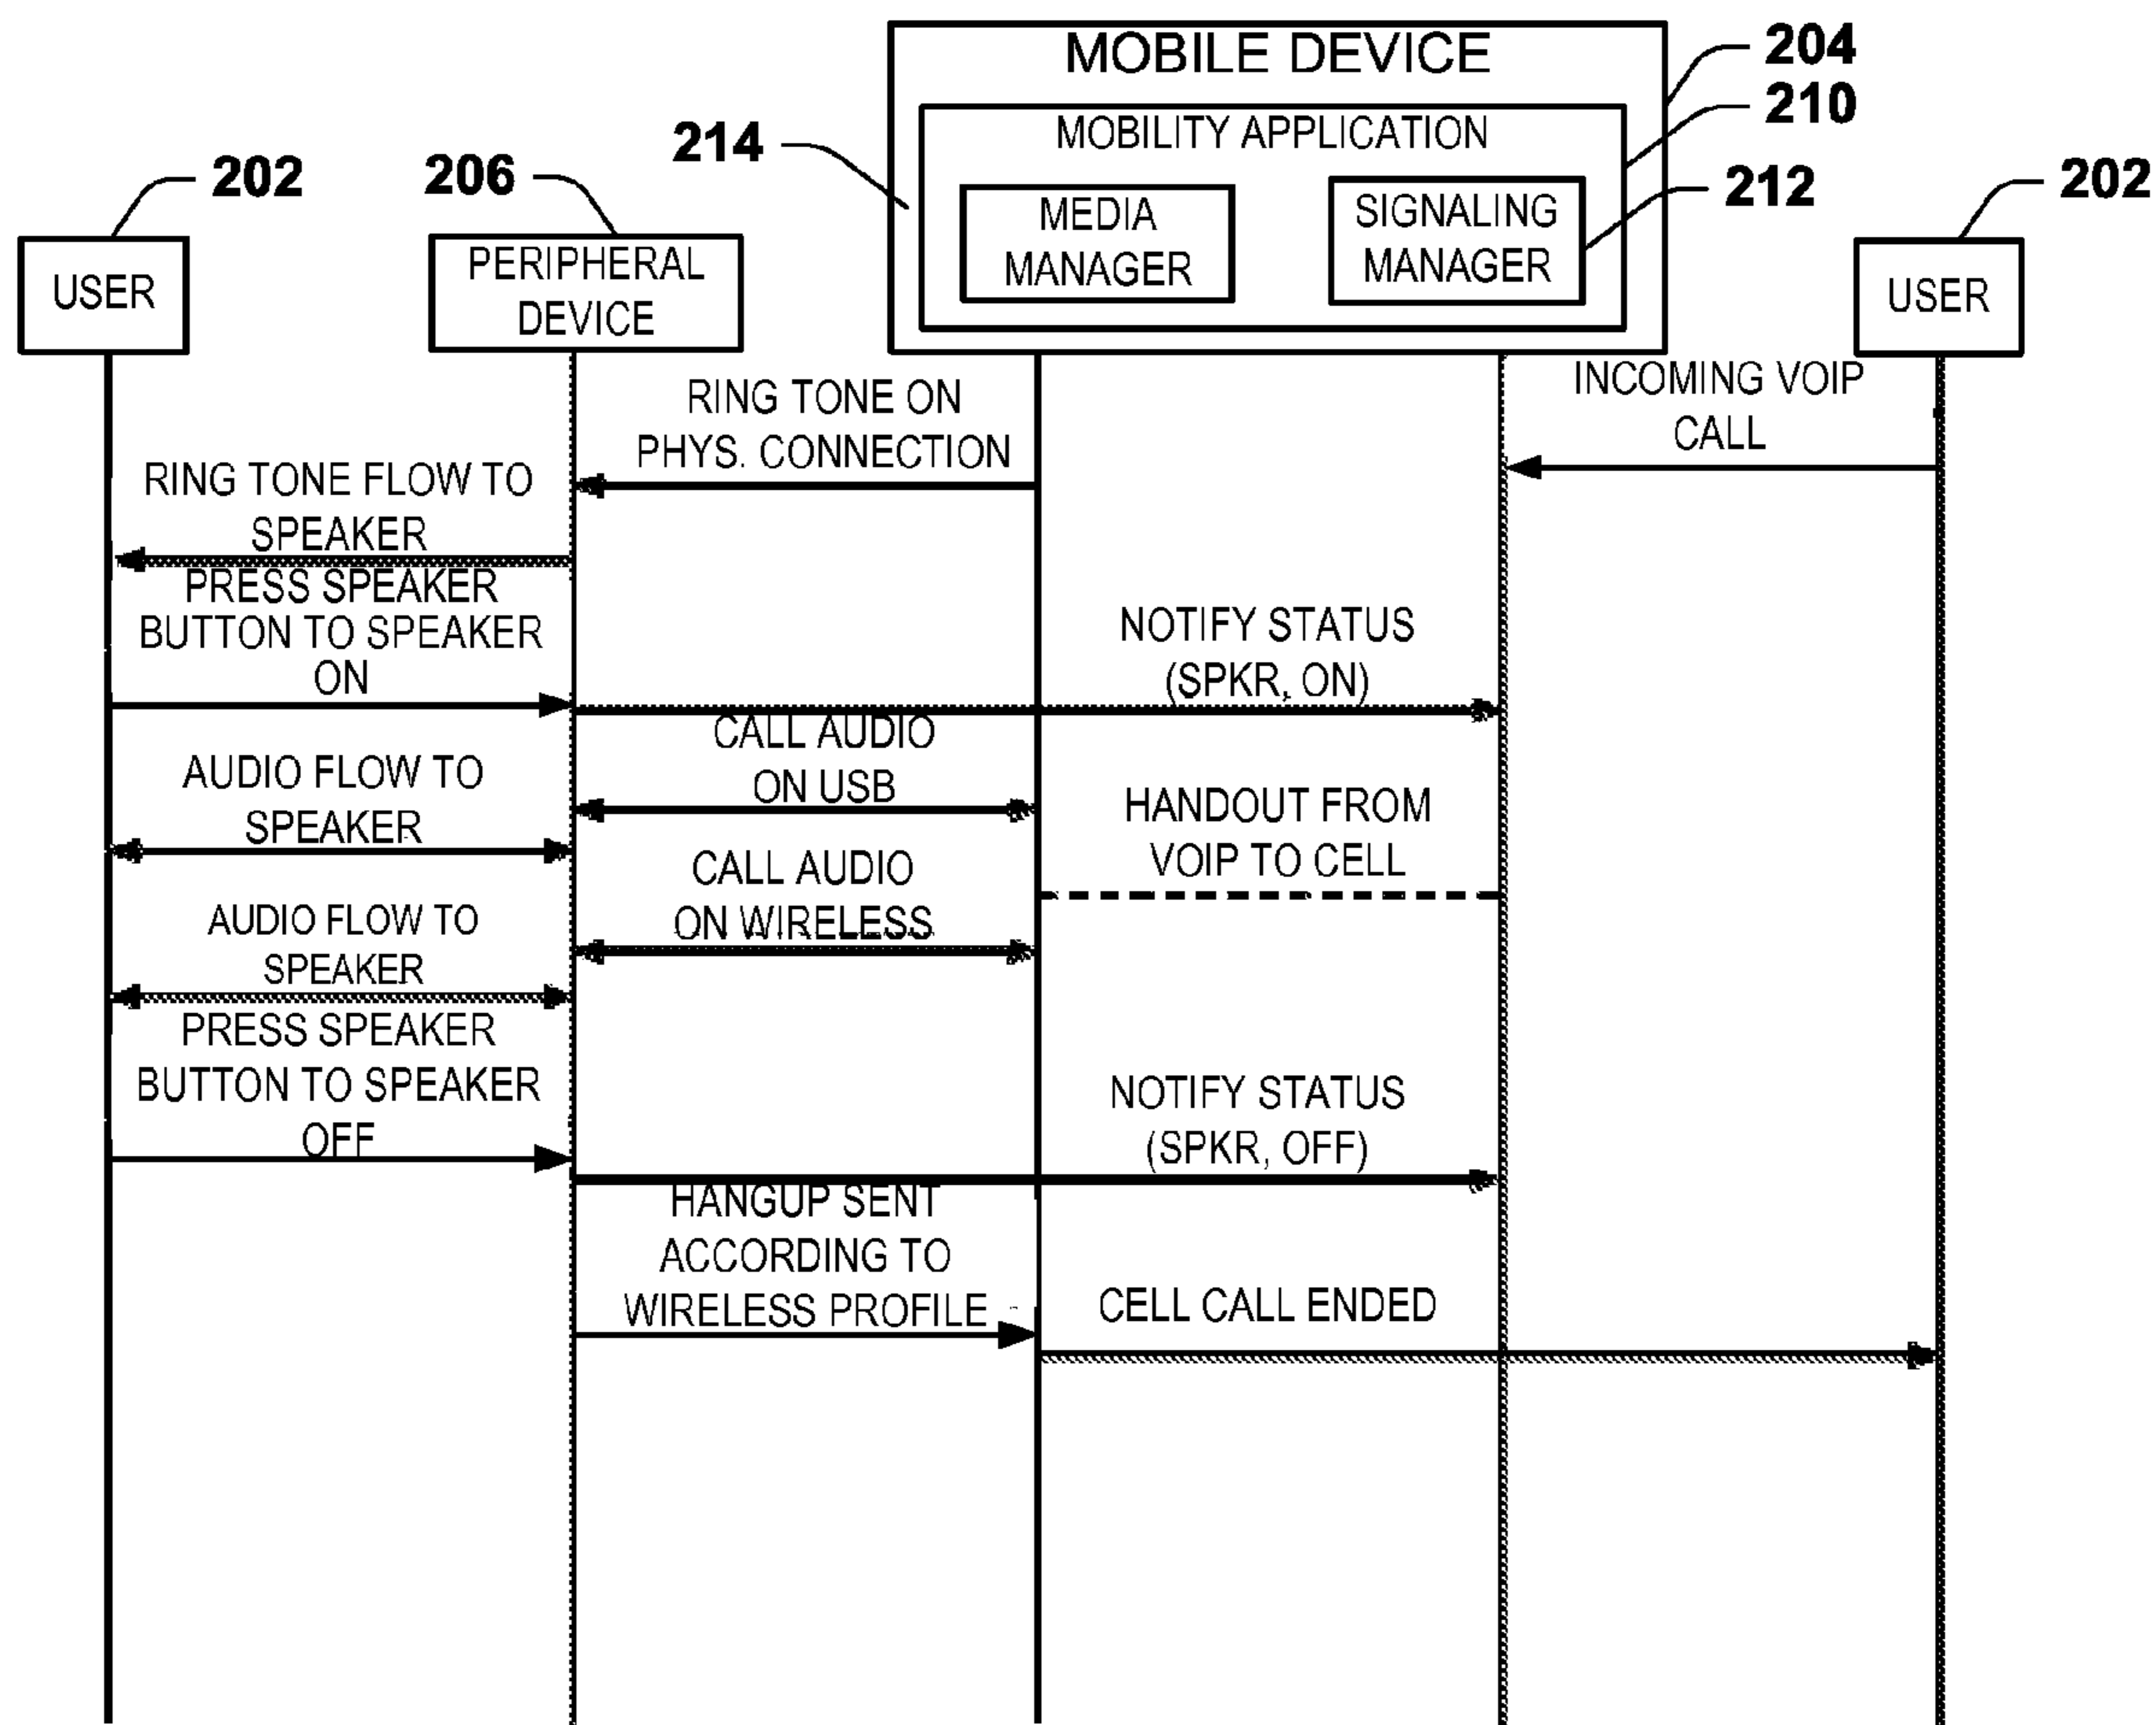 MOBILE DEVICE
204
210
MOBILITY APPLICATION
214
212
202
206
202
MEDIA
MANAGER
SIGNALING
MANAGER
USER
PERIPHERAL
DEVICE
USER
INCOMING VOIP
CALL
RING TONE ON
PHYS. CONNECTION
RING TONE FLOW TO
SPEAKER
PRESS SPEAKER
BUTTON TO SPEAKER
ON
NOTIFY STATUS
(SPKR, ON)
CALL AUDIO
ON USB
AUDIO FLOW TO
SPEAKER
HANDOUT FROM
VOIP TO CELL
CALL AUDIO
ON WIRELESS
AUDIO FLOW TO
SPEAKER
PRESS SPEAKER
BUTTON TO SPEAKER
OFF
NOTIFY STATUS
(SPKR, OFF)
HANGUP SENT
ACCORDING TO
WIRELESS PROFILE
CELL CALL ENDED